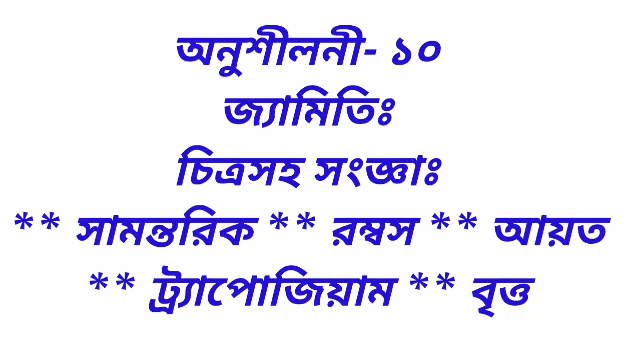 অনুশীলনী- ১০
জ্যামিতিঃ
চিত্রসহ সংজ্ঞাঃ
** সামন্তরিক ** রম্বস ** আয়ত
** ট্র্যাপোজিয়াম ** বৃত্ত